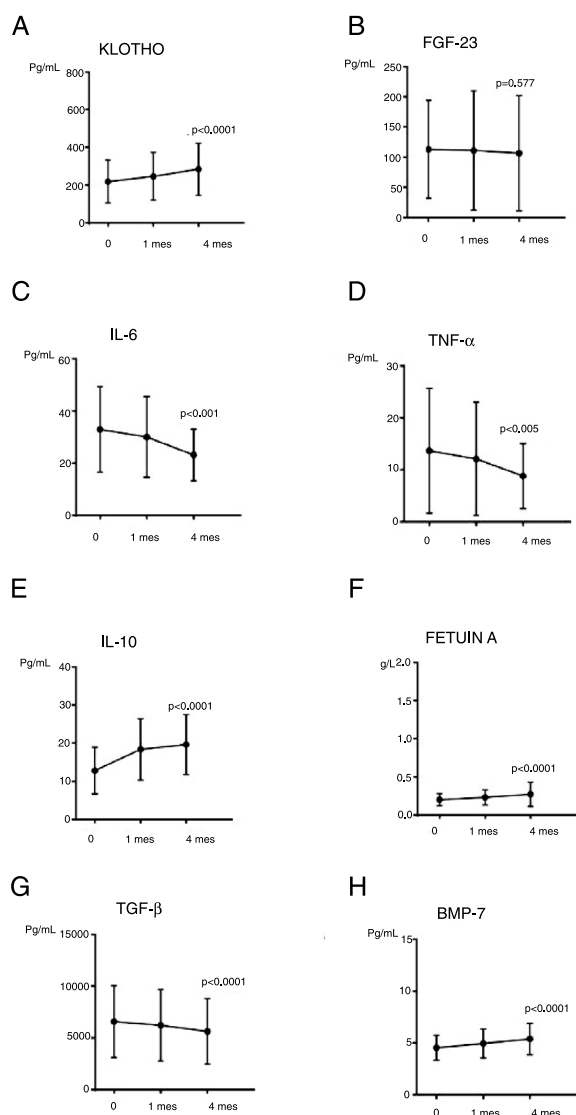 A
KLOTHO
Pg/mL
800
600
400
200
0
p<0.0001
0 1 mes 4 mes
B
FGF-23
Pg/mL
250
200
150
100
50
0
p=0.577
0 1 mes 4 mes
C
IL-6
Pg/mL
60
40
20
0
p<0.001
0 1 mes 4 mes
D
TNF-α
Pg/mL
30
20
10
0
p<0.005
0 1 mes 4 mes
E
IL-10
Pg/mL
40
30
20
10
0
p<0.0001
0 1 mes 4 mes
F
FETUIN A
g/L
2.0
1.5
1.0
0.5
0.0
p<0.0001
0 1 mes 4 mes
G
TGF-β
Pg/mL
15000
10000
5000
0
p<0.0001
0 1 mes 4 mes
H
BMP-7
Pg/mL
15
10
5
0
p<0.0001
0 1 mes 4 mes